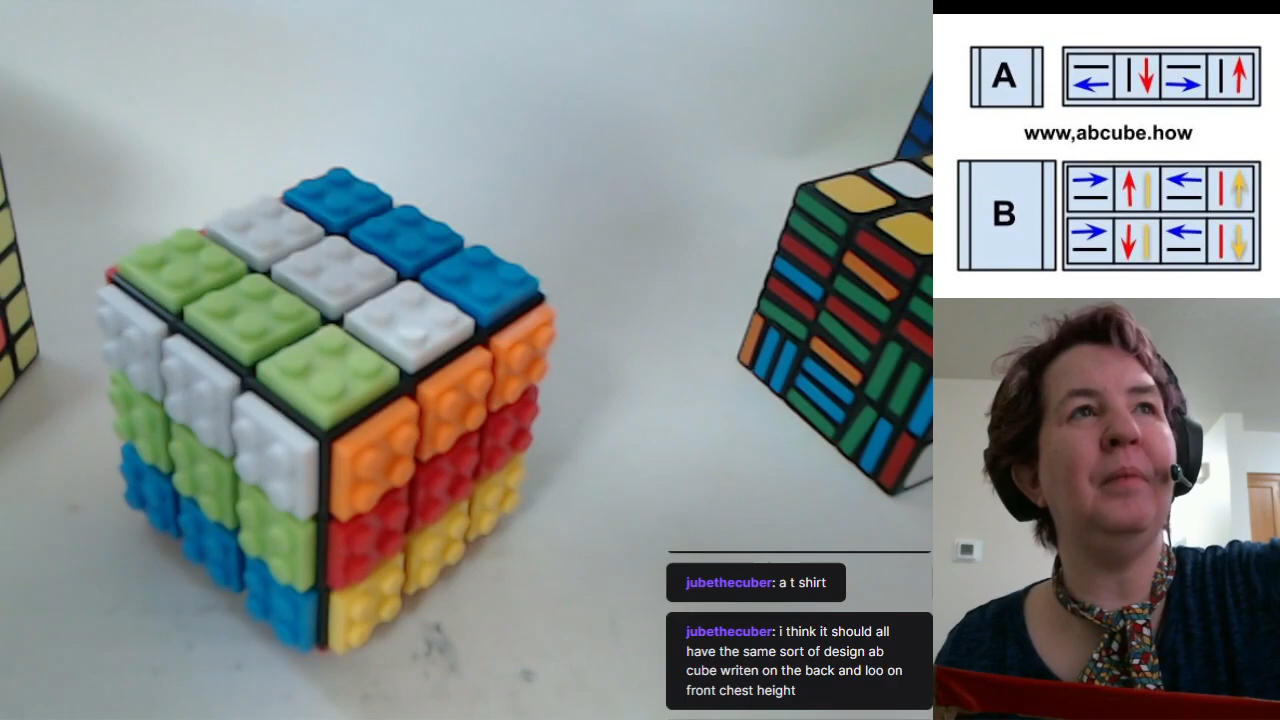 A
www,abcube.how
B
jubethecuber: a t shirt
jubethecuber: i think it should all
have the same sort of design ab
cube writen on the back and loo on
front chest height